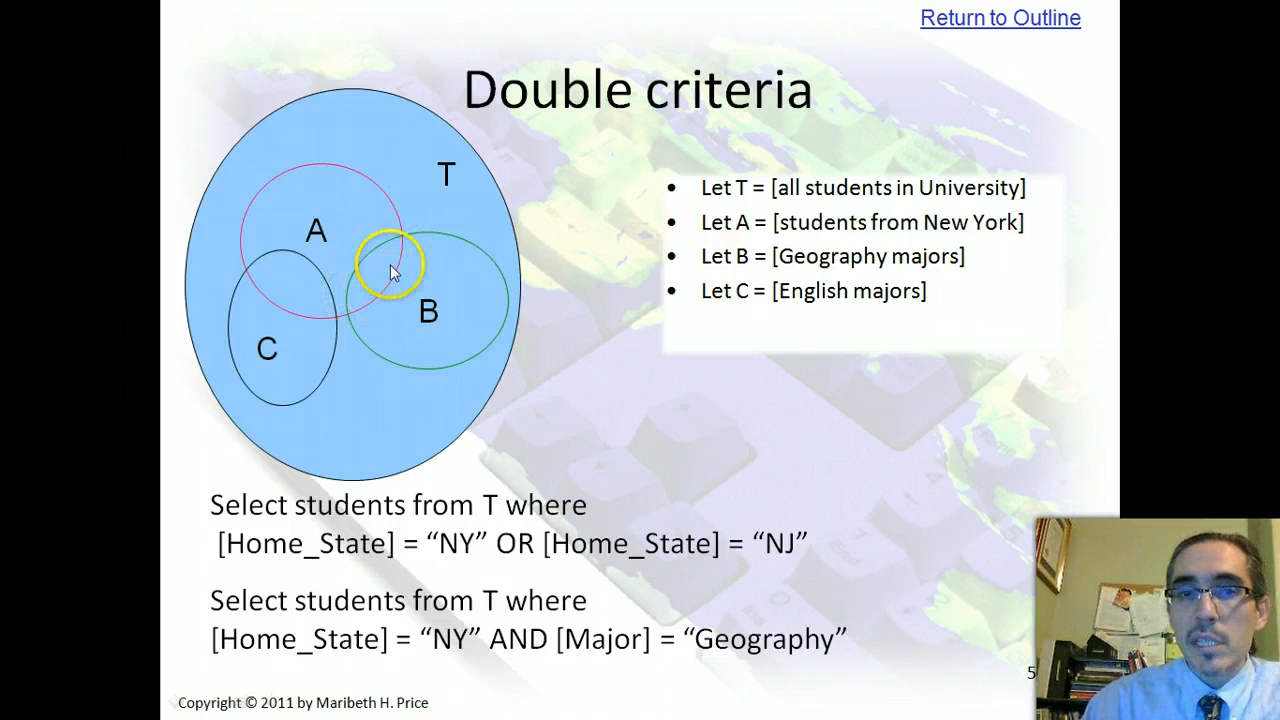 Return to Outline
Double criteria
T
A
B
C
• Let T = [all students in University]
• Let A = [students from New York]
• Let B = [Geography majors]
• Let C = [English majors]
Select students from T where
[Home_State] = “NY” OR [Home_State] = “NJ”
Select students from T where
[Home_State] = “NY” AND [Major] = “Geography”
5
Copyright © 2011 by Maribeth H. Price